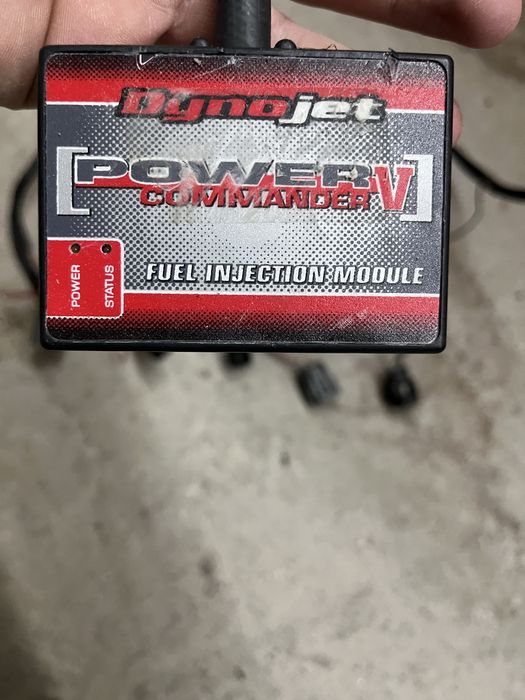 Dynojet
[POWER V]
COMMANDER
FUEL INJECTION MODULE
POWER
STATUS